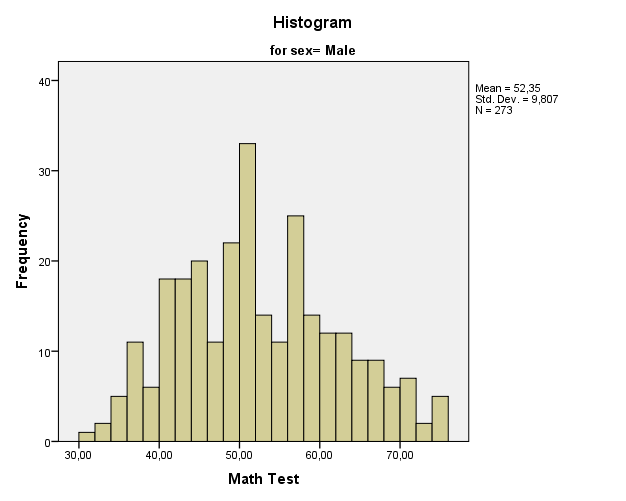 Histogram
for sex= Male
Mean = 52,35
Std. Dev. = 9,807
N = 273
40
30
20
10
0
Frequency
30,00 40,00 50,00 60,00 70,00
Math Test